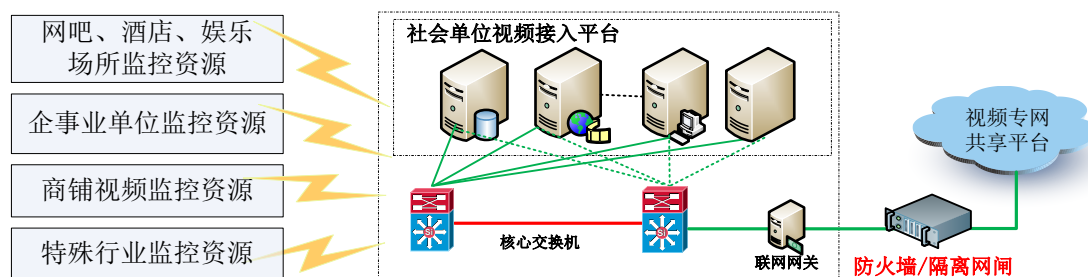 网吧、酒店、娱乐
场所监控资源
企事业单位监控资源
商铺视频监控资源
特殊行业监控资源
社会单位视频接入平台
Si
Si
核心交换机
联网网关
防火墙/隔离网闸
视频专网
共享平台